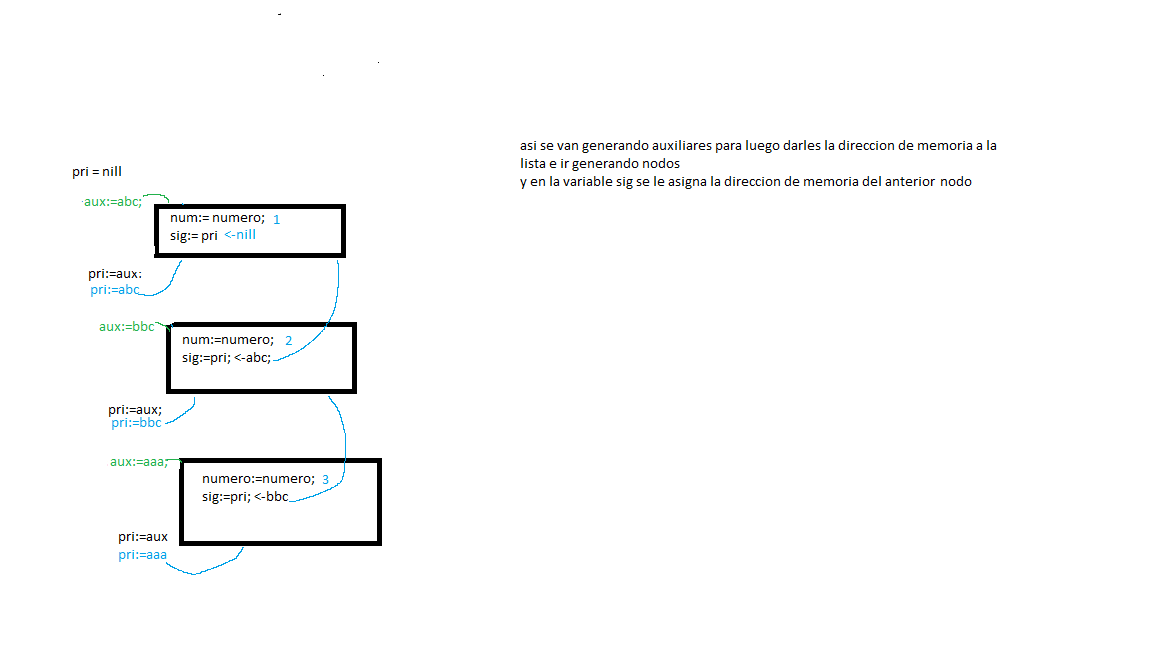 asi se van generando auxiliares para luego darles la direccion de memoria a la
lista e ir generando nodos
y en la variable sig se le asigna la direccion de memoria del anterior nodo
pri = nill
aux:=abc;
num:= numero; 1
sig:= pri <-nill
pri:=aux:
pri:=abc
aux:=bbc
num:=numero; 2
sig:=pri; <-abc;
pri:=aux;
pri:=bbc
aux:=aaa;
numero:=numero; 3
sig:=pri; <-bbc
pri:=aux
pri:=aaa